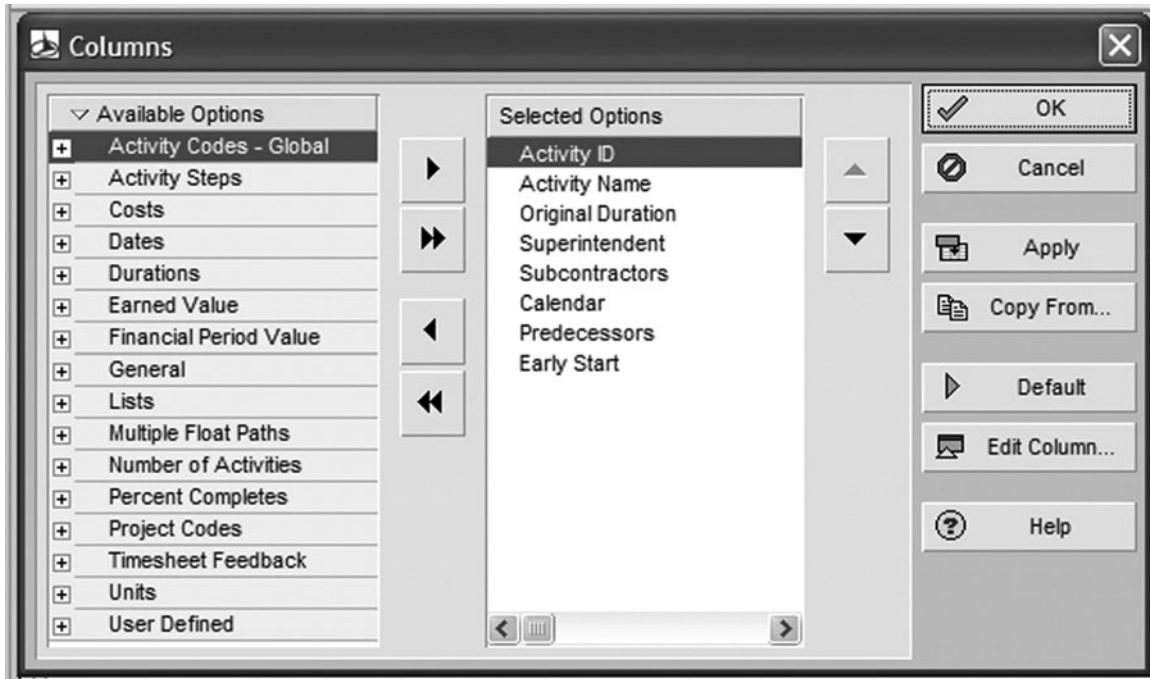 Columns
Available Options
Activity Codes - Global
Activity Steps
Costs
Dates
Durations
Earned Value
Financial Period Value
General
Lists
Multiple Float Paths
Number of Activities
Percent Completes
Project Codes
Timesheet Feedback
Units
User Defined
Selected Options
Activity ID
Activity Name
Original Duration
Superintendent
Subcontractors
Calendar
Predecessors
Early Start
OK
Cancel
Apply
Copy From...
Default
Edit Column...
Help